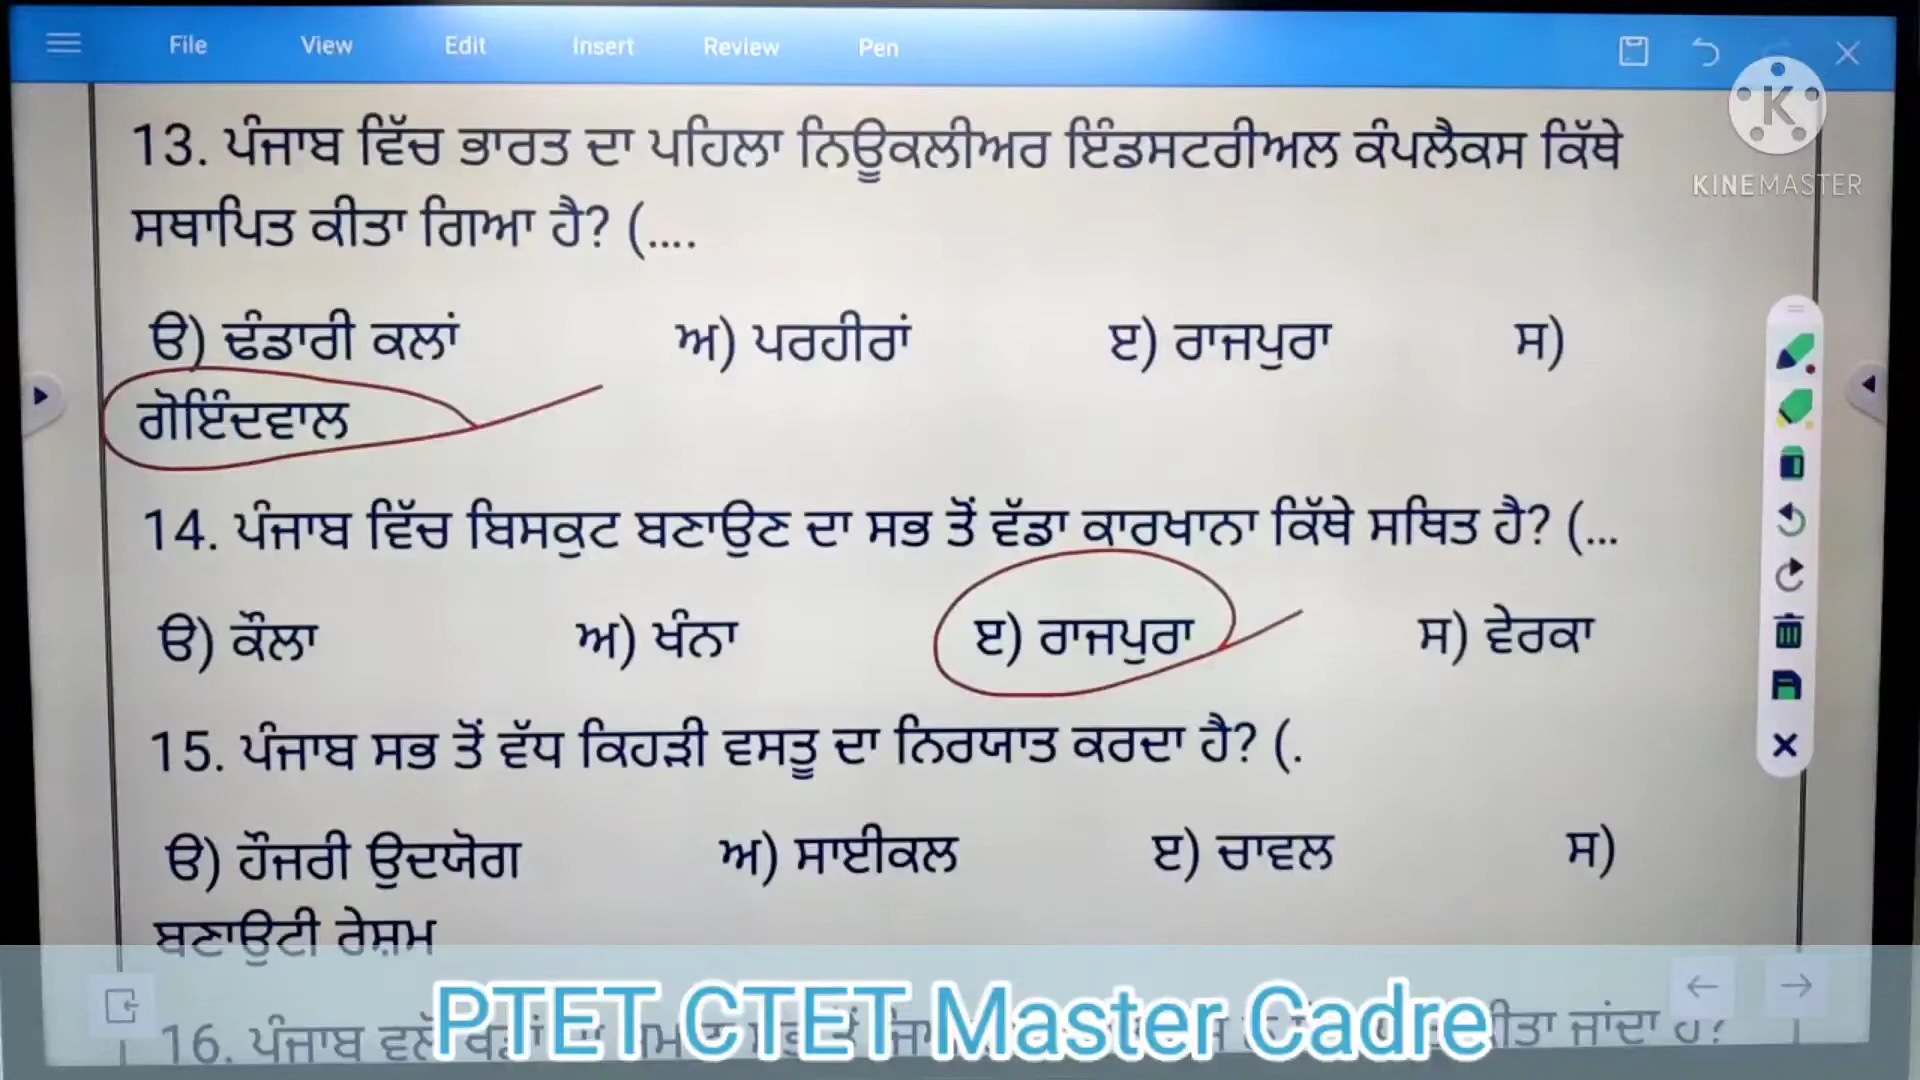 File View Edit Insert Review Pen
KINEMASTER
13. ਪੰਜਾਬ ਵਿੱਚ ਭਾਰਤ ਦਾ ਪਹਿਲਾ ਨਿਊਕਲੀਅਰ ਇੰਡਸਟਰੀਅਲ ਕੰਪਲੈਕਸ ਕਿੱਥੇ
ਸਥਾਪਿਤ ਕੀਤਾ ਗਿਆ ਹੈ? (....
ੳ) ਢੰਡਾਰੀ ਕਲਾਂ ਅ) ਪਰਹੀਰਾਂ ੲ) ਰਾਜਪੁਰਾ ਸ)
ਗੋਇੰਦਵਾਲ
14. ਪੰਜਾਬ ਵਿੱਚ ਬਿਸਕੁਟ ਬਣਾਉਣ ਦਾ ਸਭ ਤੋਂ ਵੱਡਾ ਕਾਰਖਾਨਾ ਕਿੱਥੇ ਸਥਿਤ ਹੈ? (...
ੳ) ਕੌਲਾ ਅ) ਖੰਨਾ ੲ) ਰਾਜਪੁਰਾ ਸ) ਵੇਰਕਾ
15. ਪੰਜਾਬ ਸਭ ਤੋਂ ਵੱਧ ਕਿਹੜੀ ਵਸਤੂ ਦਾ ਨਿਰਯਾਤ ਕਰਦਾ ਹੈ? (.
ੳ) ਹੌਜਰੀ ਉਦਯੋਗ ਅ) ਸਾਈਕਲ ੲ) ਚਾਵਲ ਸ)
ਬਣਾਉਟੀ ਰੇਸ਼ਮ
16. ਪੰਜਾਬ ਕੀਤਾ ਜਾਂਦਾ ਹੈ?
PTET CTET Master Cadre